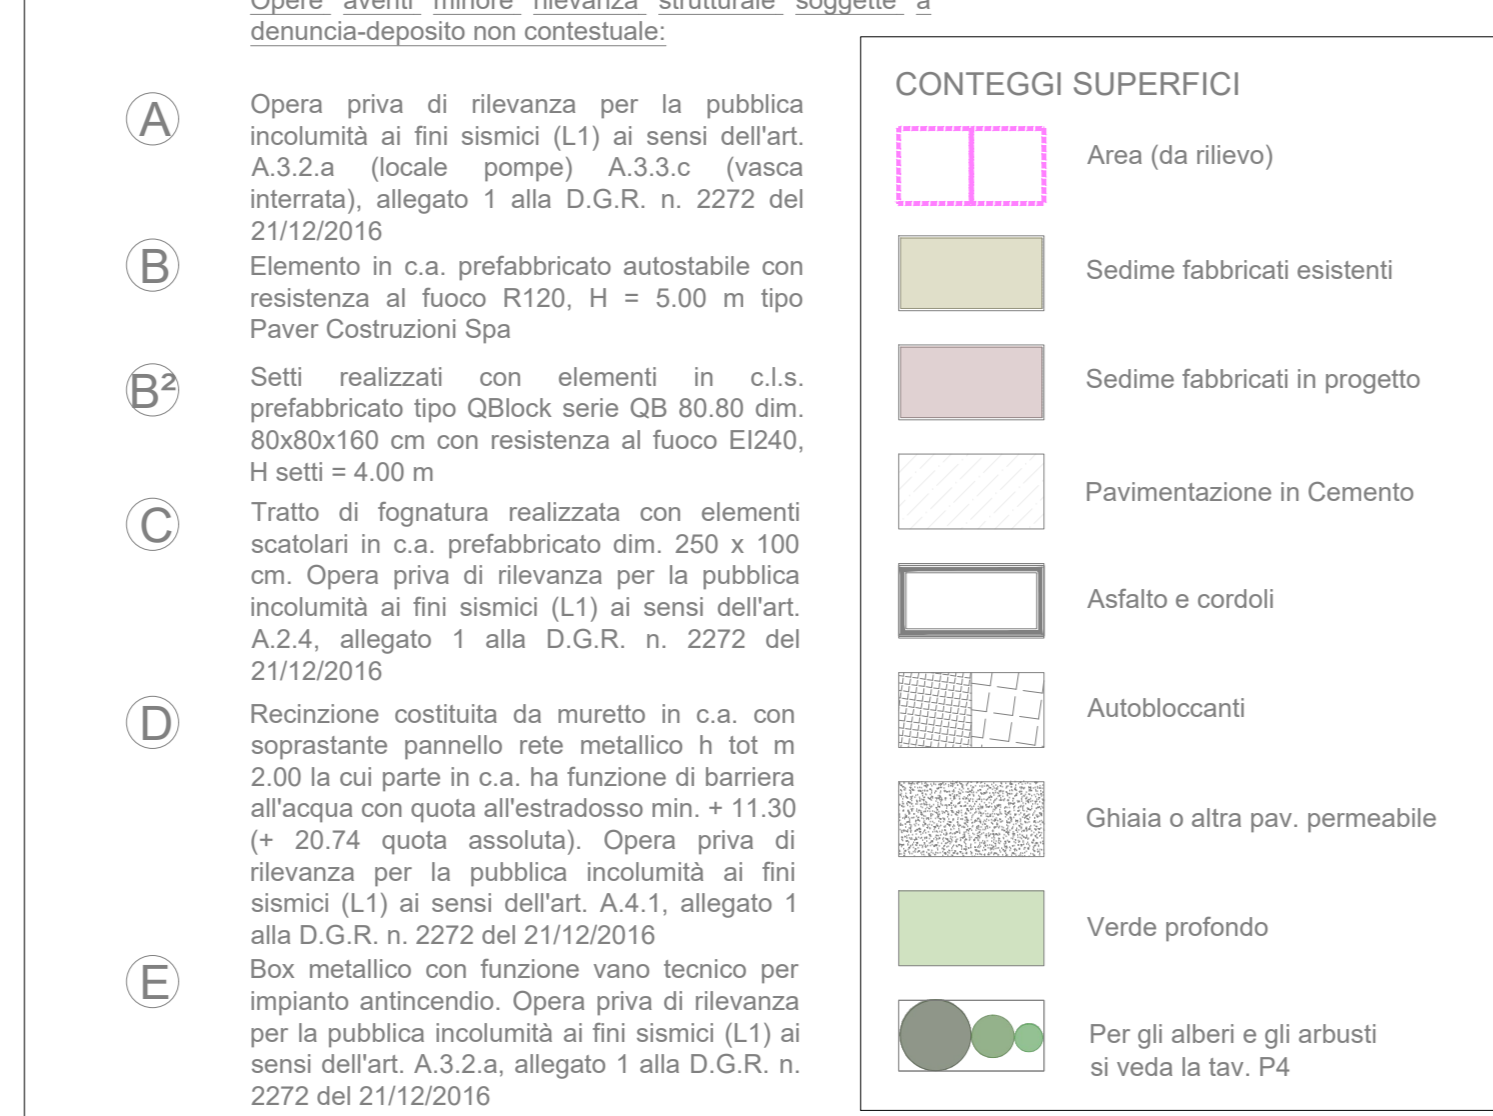 Opere aventi minore rilevanza strutturale soggette a
denuncia-deposito non contestuale:
A
Opera priva di rilevanza per la pubblica
incolumità ai fini sismici (L1) ai sensi dell'art.
A.3.2.a (locale pompe) A.3.3.c (vasca
interrata), allegato 1 alla D.G.R. n. 2272 del
21/12/2016
B
Elemento in c.a. prefabbricato autostabile con
resistenza al fuoco R120, H = 5.00 m tipo
Paver Costruzioni Spa
B²
Setti realizzati con elementi in c.l.s.
prefabbricato tipo QBlock serie QB 80.80 dim.
80x80x160 cm con resistenza al fuoco EI240,
H setti = 4.00 m
C
Tratto di fognatura realizzata con elementi
scatolari in c.a. prefabbricato dim. 250 x 100
cm. Opera priva di rilevanza per la pubblica
incolumità ai fini sismici (L1) ai sensi dell'art.
A.2.4, allegato 1 alla D.G.R. n. 2272 del
21/12/2016
D
Recinzione costituita da muretto in c.a. con
soprastante pannello rete metallico h tot m
2.00 la cui parte in c.a. ha funzione di barriera
all'acqua con quota all'estradosso min. + 11.30
(+ 20.74 quota assoluta). Opera priva di
rilevanza per la pubblica incolumità ai fini
sismici (L1) ai sensi dell'art. A.4.1, allegato 1
alla D.G.R. n. 2272 del 21/12/2016
E
Box metallico con funzione vano tecnico per
impianto antincendio. Opera priva di rilevanza
per la pubblica incolumità ai fini sismici (L1) ai
sensi dell'art. A.3.2.a, allegato 1 alla D.G.R. n.
2272 del 21/12/2016
CONTEGGI SUPERFICI
Area (da rilievo)
Sedime fabbricati esistenti
Sedime fabbricati in progetto
Pavimentazione in Cemento
Asfalto e cordoli
Autobloccanti
Ghiaia o altra pav. permeabile
Verde profondo
Per gli alberi e gli arbusti
si veda la tav. P4